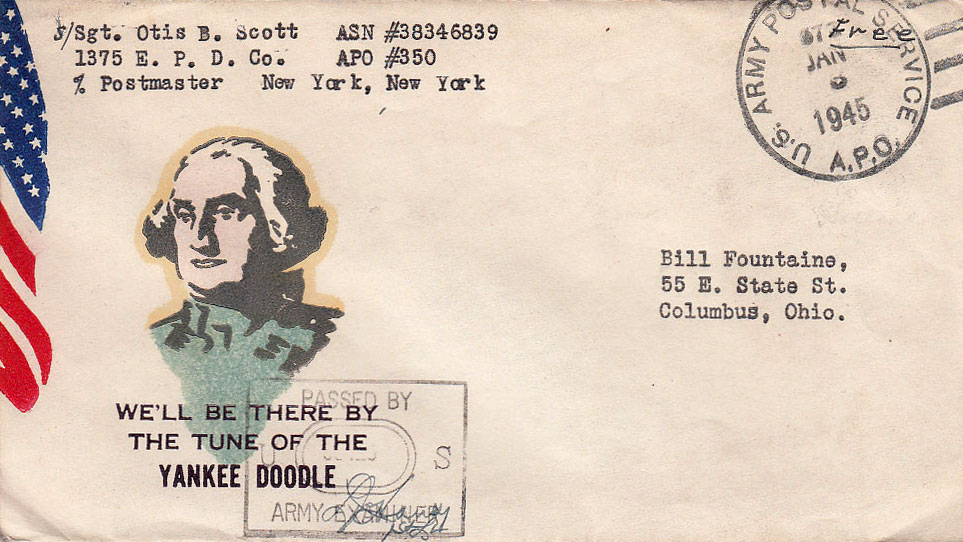 S/Sgt. Otis B. Scott ASN #38346839
1375 E. P. D. Co. APO #350
% Postmaster New York, New York
U.S. ARMY POSTAL SERVICE
Free
JAN
1945
A.P.O.
Bill Fountaine,
55 E. State St.
Columbus, Ohio.
PASSED BY
WE'LL BE THERE BY
THE TUNE OF THE
U S
YANKEE DOODLE
ARMY EXAMINER